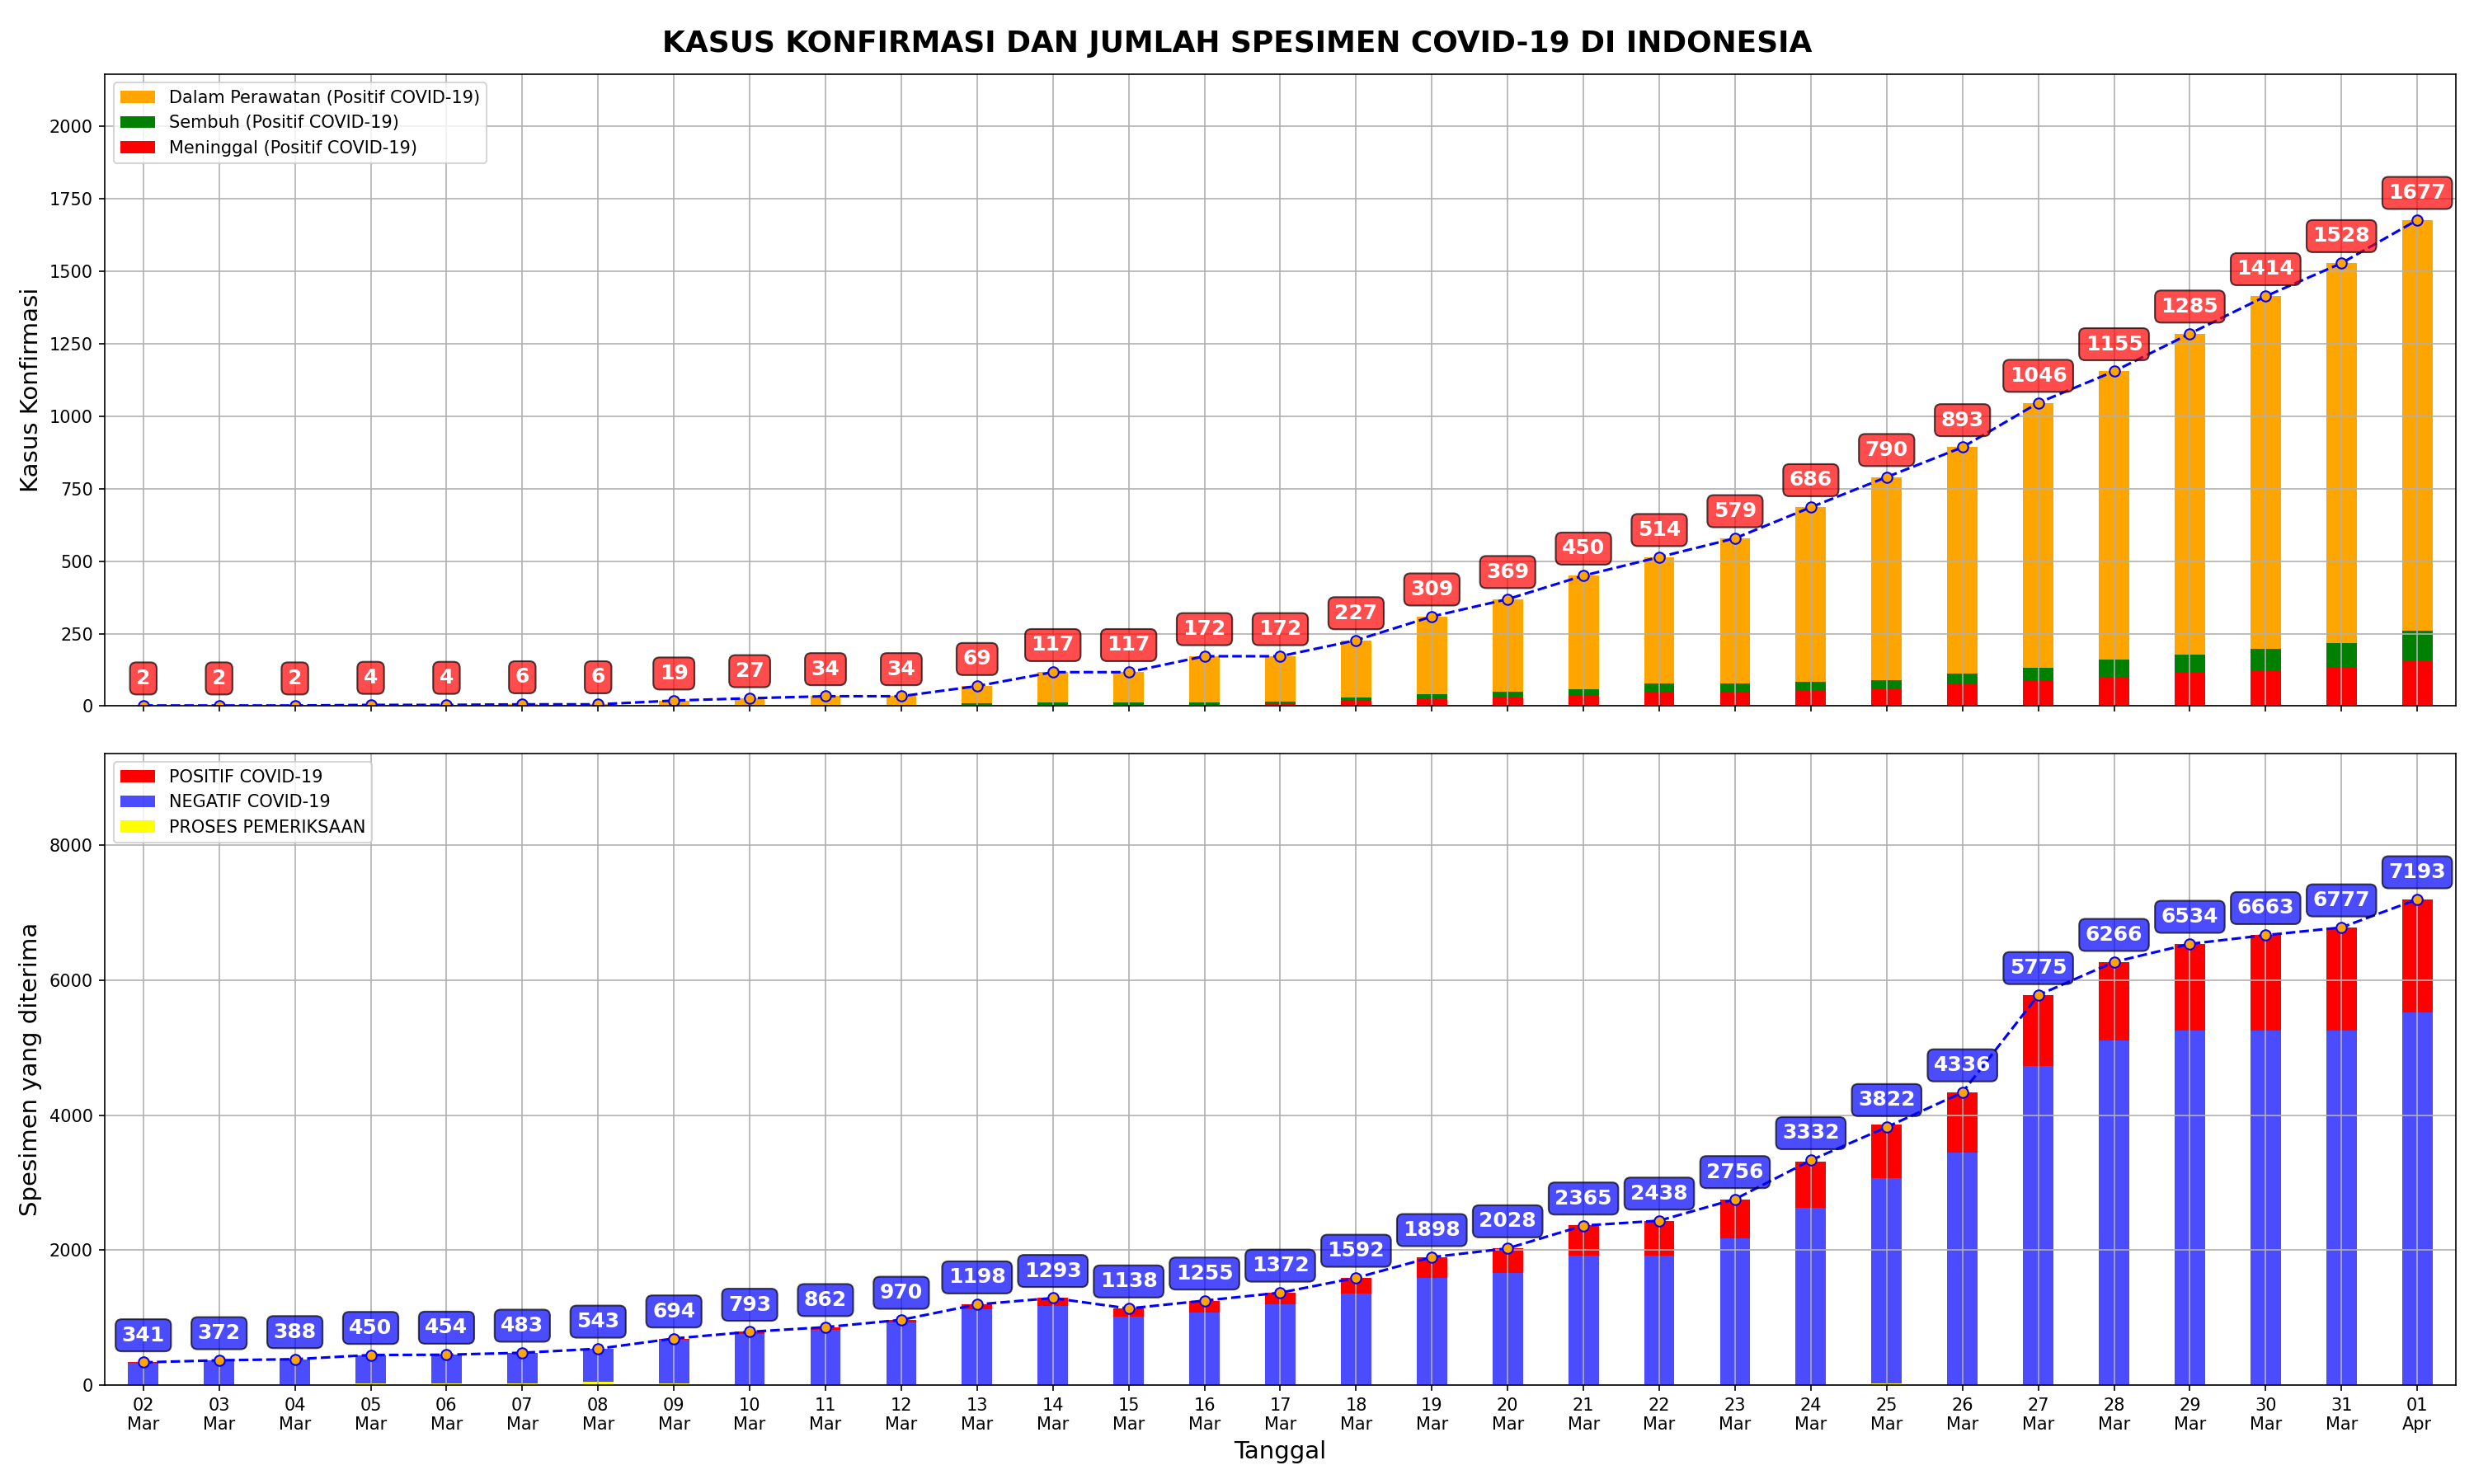 KASUS KONFIRMASI DAN JUMLAH SPESIMEN COVID-19 DI INDONESIA
Kasus Konfirmasi
Dalam Perawatan (Positif COVID-19)
Sembuh (Positif COVID-19)
Meninggal (Positif COVID-19)
2000
1750
1500
1250
1000
750
500
250
0
2 2 2 4 4 6 6 19 27 34 34 69 117 117 172 172 227 309 369 450 514 579 686 790 893 1046 1155 1285 1414 1528 1677
Spesimen yang diterima
POSITIF COVID-19
NEGATIF COVID-19
PROSES PEMERIKSAAN
8000
6000
4000
2000
0
341 372 388 450 454 483 543 694 793 862 970 1198 1293 1138 1255 1372 1592 1898 2028 2365 2438 2756 3332 3822 4336 5775 6266 6534 6663 6777 7193
02 03 04 05 06 07 08 09 10 11 12 13 14 15 16 17 18 19 20 21 22 23 24 25 26 27 28 29 30 31 01
Mar Mar Mar Mar Mar Mar Mar Mar Mar Mar Mar Mar Mar Mar Mar Mar Mar Mar Mar Mar Mar Mar Mar Mar Mar Mar Mar Mar Mar Mar Apr
Tanggal